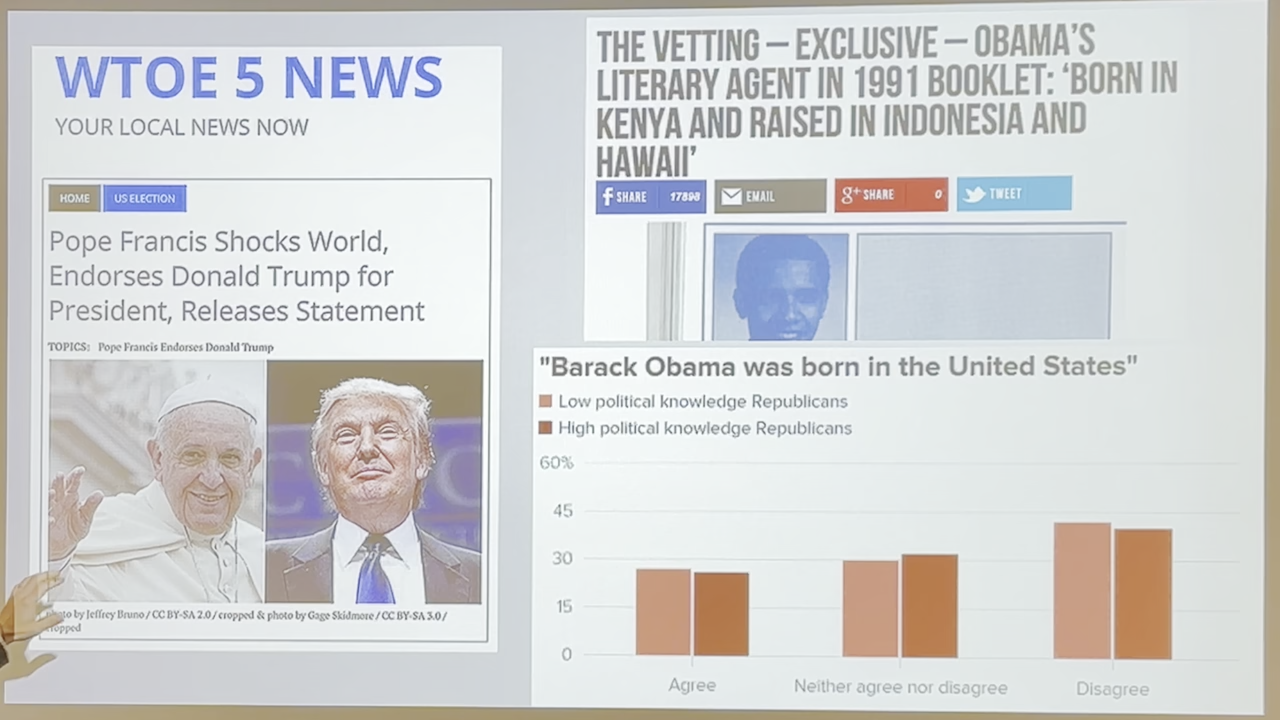 WTOE 5 NEWS
YOUR LOCAL NEWS NOW
HOME
US ELECTION
Pope Francis Shocks World,
Endorses Donald Trump for
President, Releases Statement
TOPICS: Pope Francis Endorses Donald Trump
photo by Jeffrey Bruno / CC BY-SA 2.0 / cropped & photo by Gage Skidmore / CC BY-SA 3.0 /
cropped
THE VETTING – EXCLUSIVE – OBAMA'S
LITERARY AGENT IN 1991 BOOKLET: 'BORN IN
KENYA AND RAISED IN INDONESIA AND
HAWAII'
f SHARE 17898
EMAIL
g+ SHARE 0
TWEET
"Barack Obama was born in the United States"
Low political knowledge Republicans
High political knowledge Republicans
60%
45
30
15
0
Agree
Neither agree nor disagree
Disagree